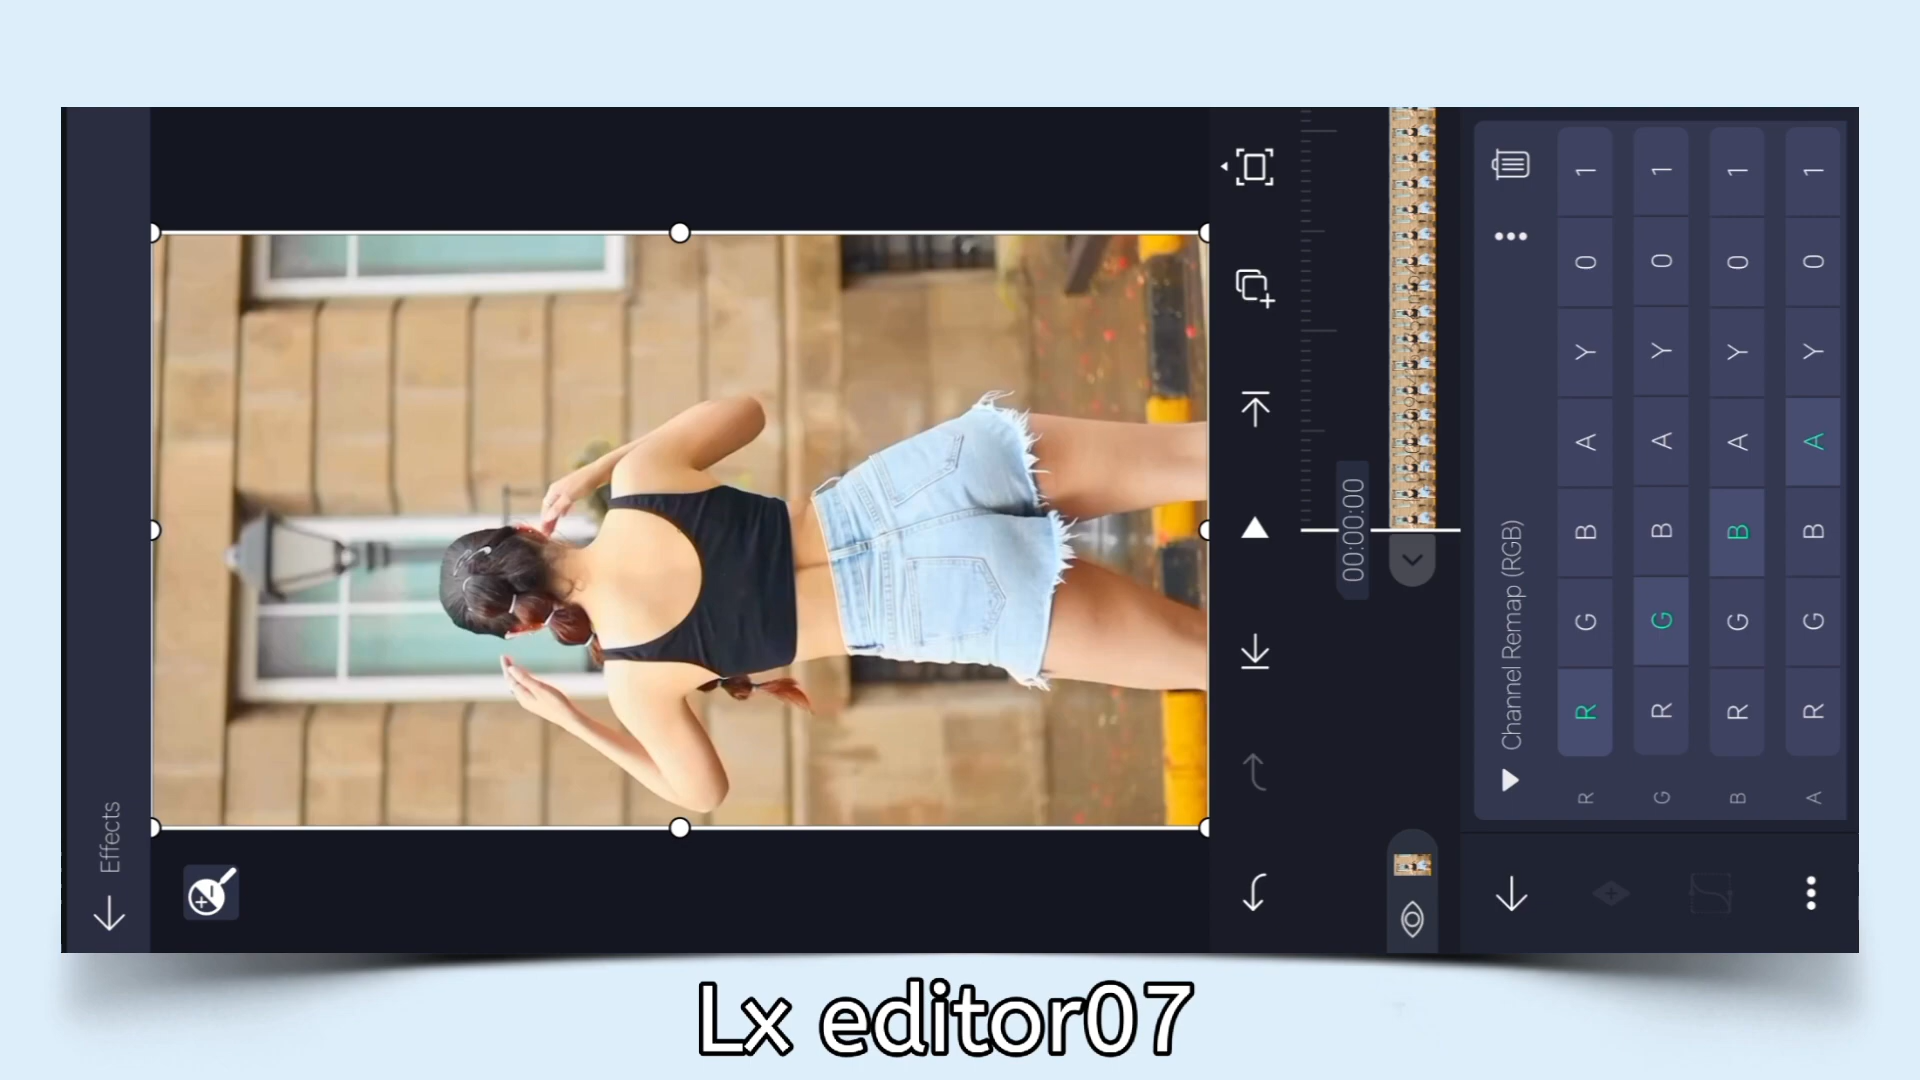 Effects
00:00:00
Channel Remap (RGB)
R R G B A Y 0 1
G R G B A Y 0 1
B R G B A Y 0 1
A R G B A Y 0 1
Lx editor07